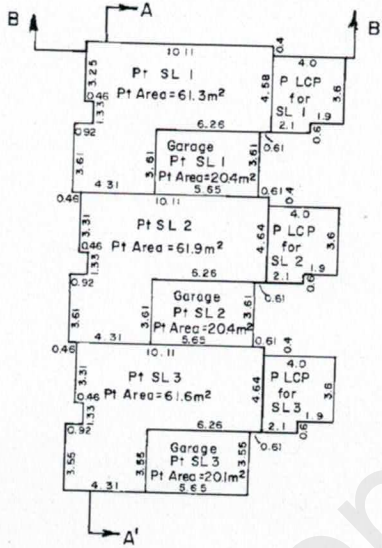 A
B
B
10.11
0.4
4.0
3.25
Pt SL 1
Pt Area=61.3m²
4.58
P LCP
for
SL 1
3.6
0.46
1.33
0.92
6.26
2.1
1.9
0.6
0.61
Garage
Pt SL 1
Pt Area=20.4m²
3.61
3.61
3.61
4.31
5.65
0.61
0.4
0.46
10.11
4.0
3.31
Pt SL 2
Pt Area=61.9m²
4.64
P LCP
for
SL 2
3.6
0.46
1.33
0.92
6.26
2.1
1.9
0.6
0.61
Garage
Pt SL 2
Pt Area=20.4m²
3.61
3.61
3.61
4.31
5.65
0.61
0.4
0.46
10.11
4.0
3.31
Pt SL 3
Pt Area=61.6m²
4.64
P LCP
for
SL 3
3.6
0.46
1.33
0.92
6.26
2.1
1.9
0.6
0.61
Garage
Pt SL 3
Pt Area=20.1m²
3.55
3.55
3.55
4.31
5.65
A'